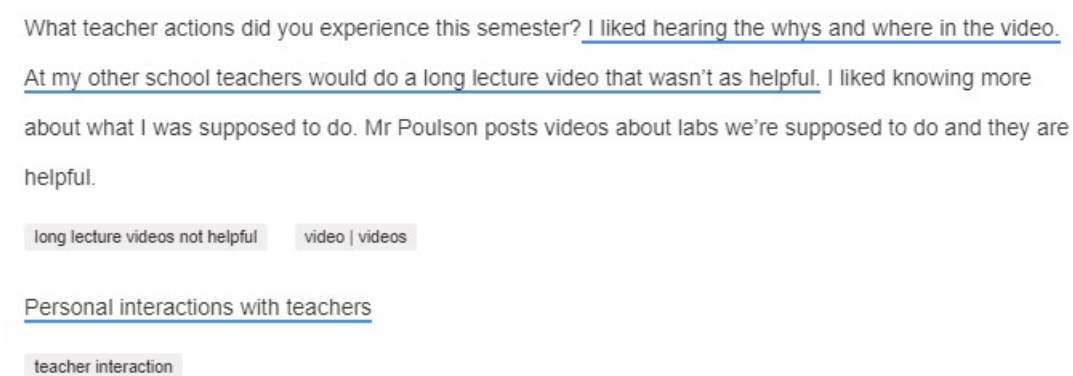 What teacher actions did you experience this semester? I liked hearing the whys and where in the video.
At my other school teachers would do a long lecture video that wasn’t as helpful. I liked knowing more
about what I was supposed to do. Mr Poulson posts videos about labs we’re supposed to do and they are
helpful.
long lecture videos not helpful video | videos
Personal interactions with teachers
teacher interaction